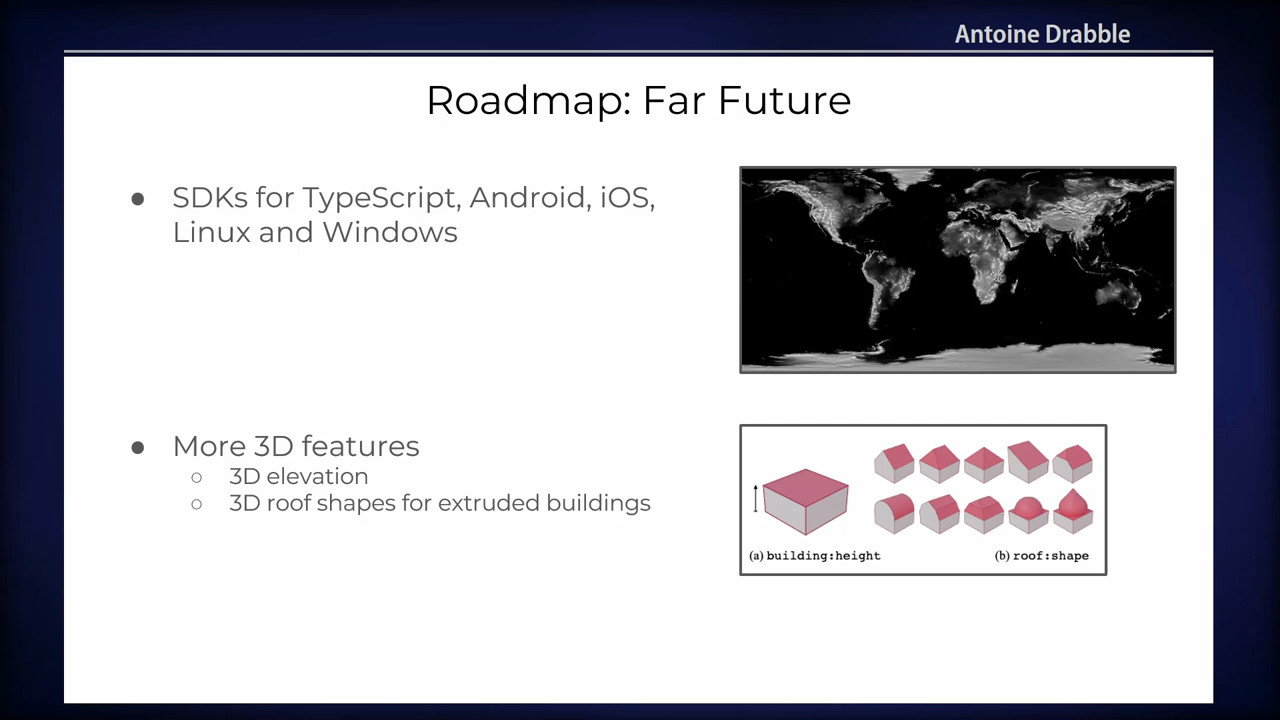 Antoine Drabble
Roadmap: Far Future
● SDKs for TypeScript, Android, iOS,
Linux and Windows
● More 3D features
○ 3D elevation
○ 3D roof shapes for extruded buildings
(a) building:height
(b) roof:shape